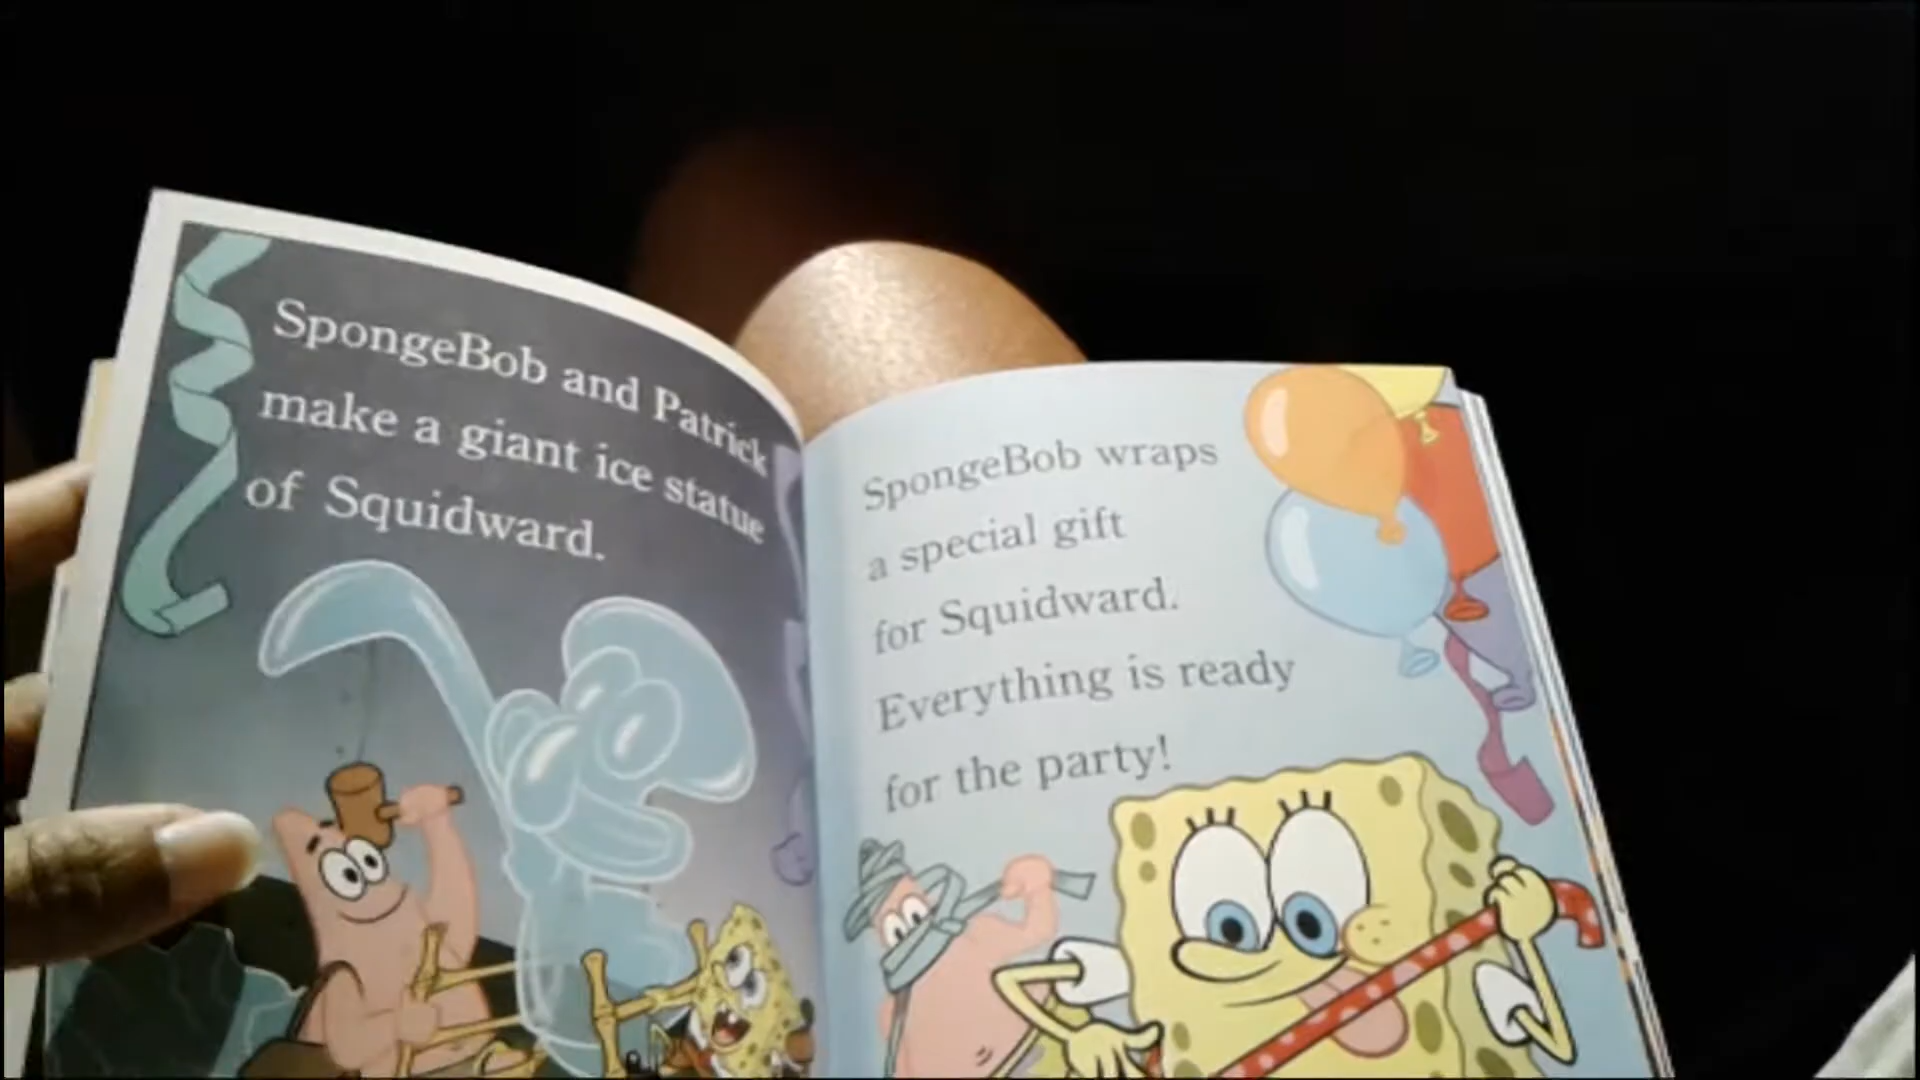 SpongeBob and Patrick
make a giant ice statue
of Squidward.
SpongeBob wraps
a special gift
for Squidward.
Everything is ready
for the party!